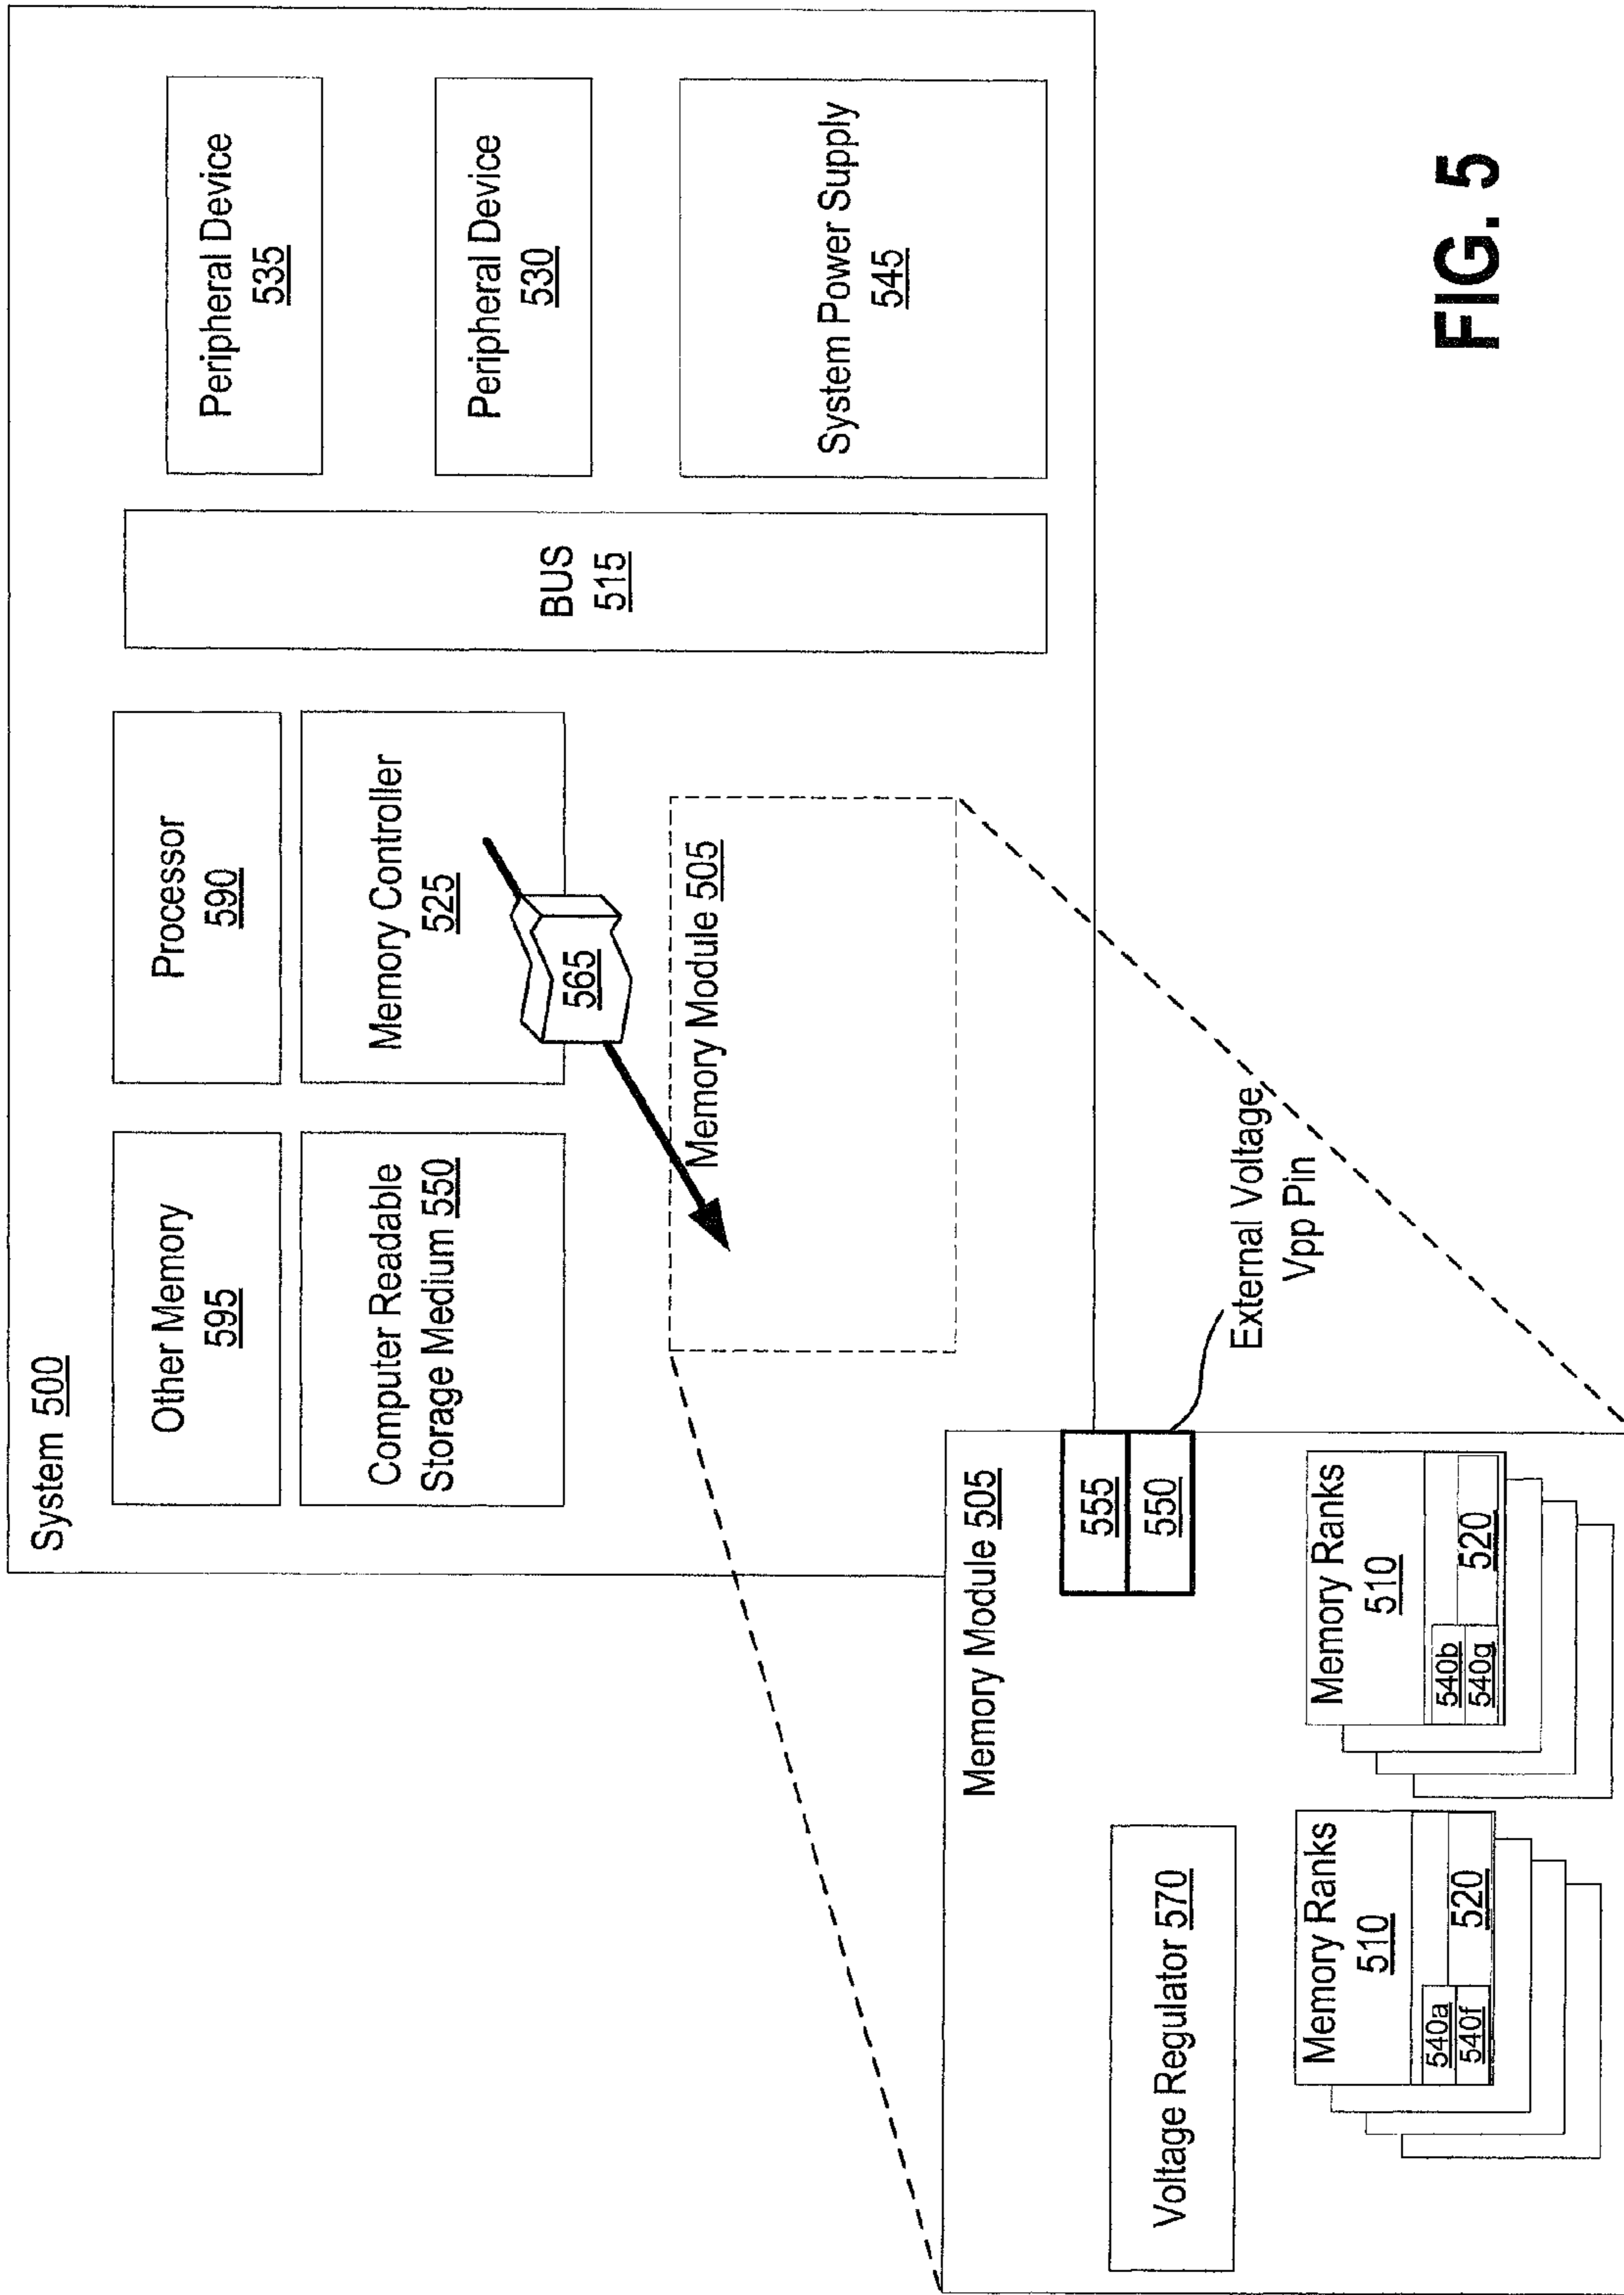 System 500
Other Memory
595
Processor
590
Computer Readable
Storage Medium 550
Memory Controller
525
565
Memory Module 505
BUS
515
Peripheral Device
535
Peripheral Device
530
System Power Supply
545
Memory Module 505
555
550
External Voltage
Vpp Pin
Voltage Regulator 570
Memory Ranks
510
520
540a
540f
Memory Ranks
510
520
540b
540g
FIG. 5